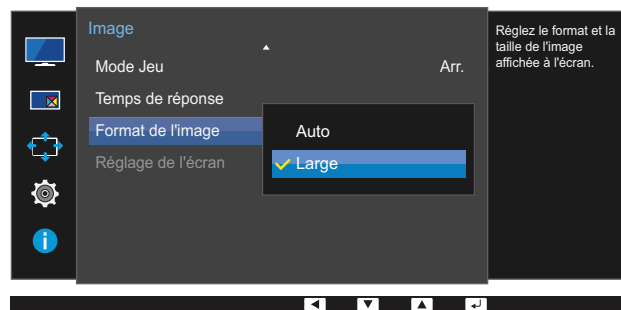 Image
Mode Jeu Arr.
Temps de réponse
Format de l'image
Réglage de l'écran
Auto
Large
Réglez le format et la
taille de l'image
affichée à l'écran.